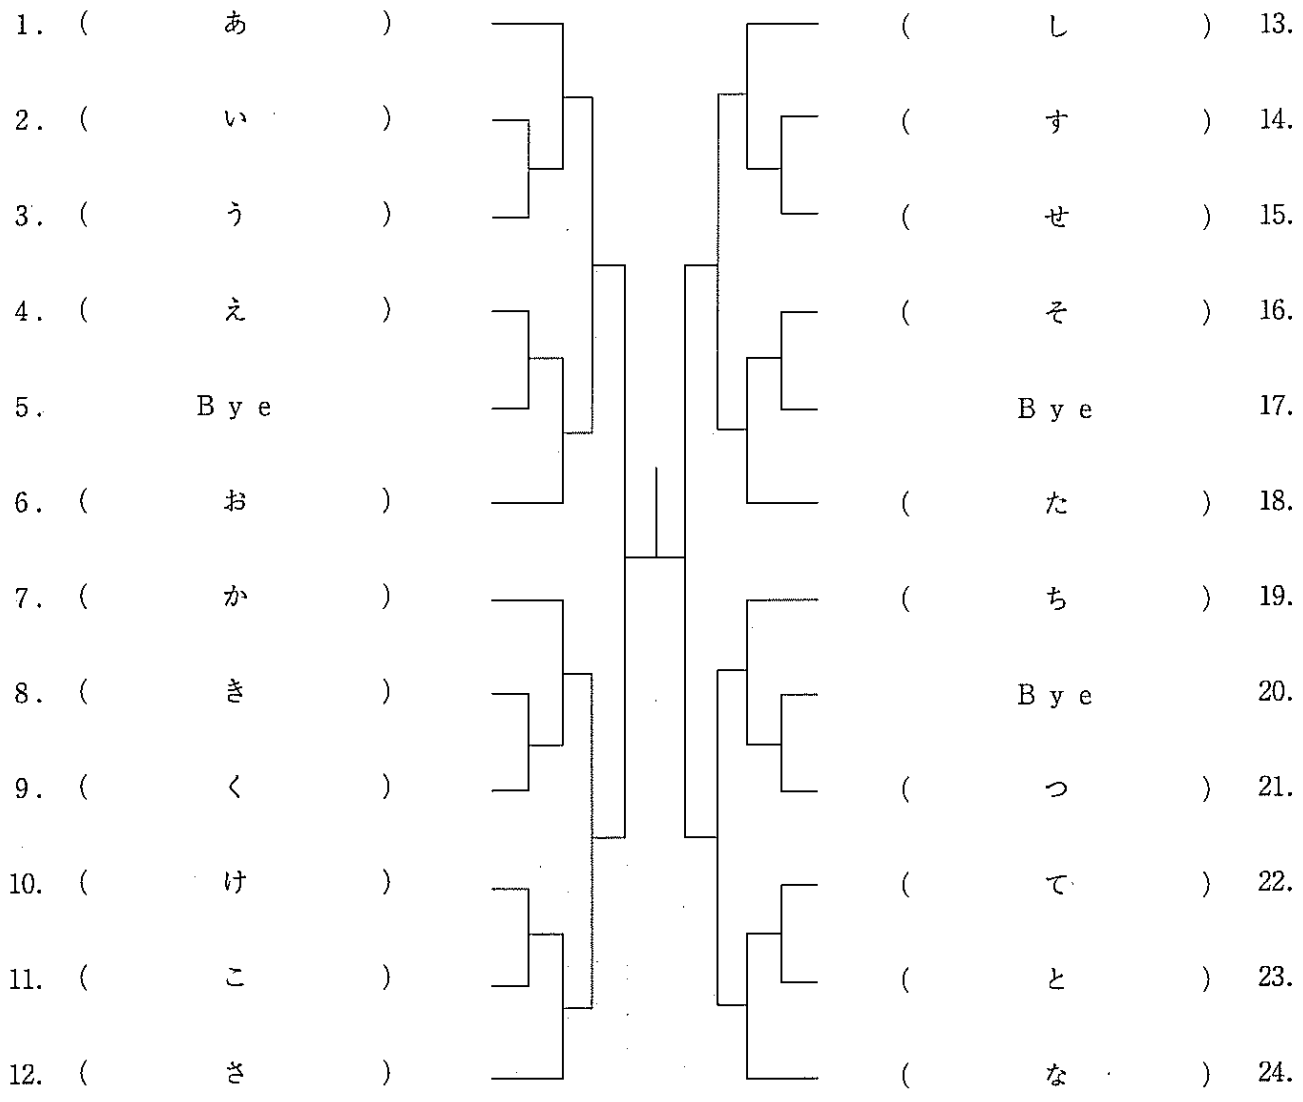 1. ( あ ) ( し ) 13.
2. ( い ) ( す ) 14.
3. ( う ) ( せ ) 15.
4. ( え ) ( そ ) 16.
5. Bye Bye 17.
6. ( お ) ( た ) 18.
7. ( か ) ( ち ) 19.
8. ( き ) Bye 20.
9. ( く ) ( つ ) 21.
10. ( け ) ( て ) 22.
11. ( こ ) ( と ) 23.
12. ( さ ) ( な ) 24.